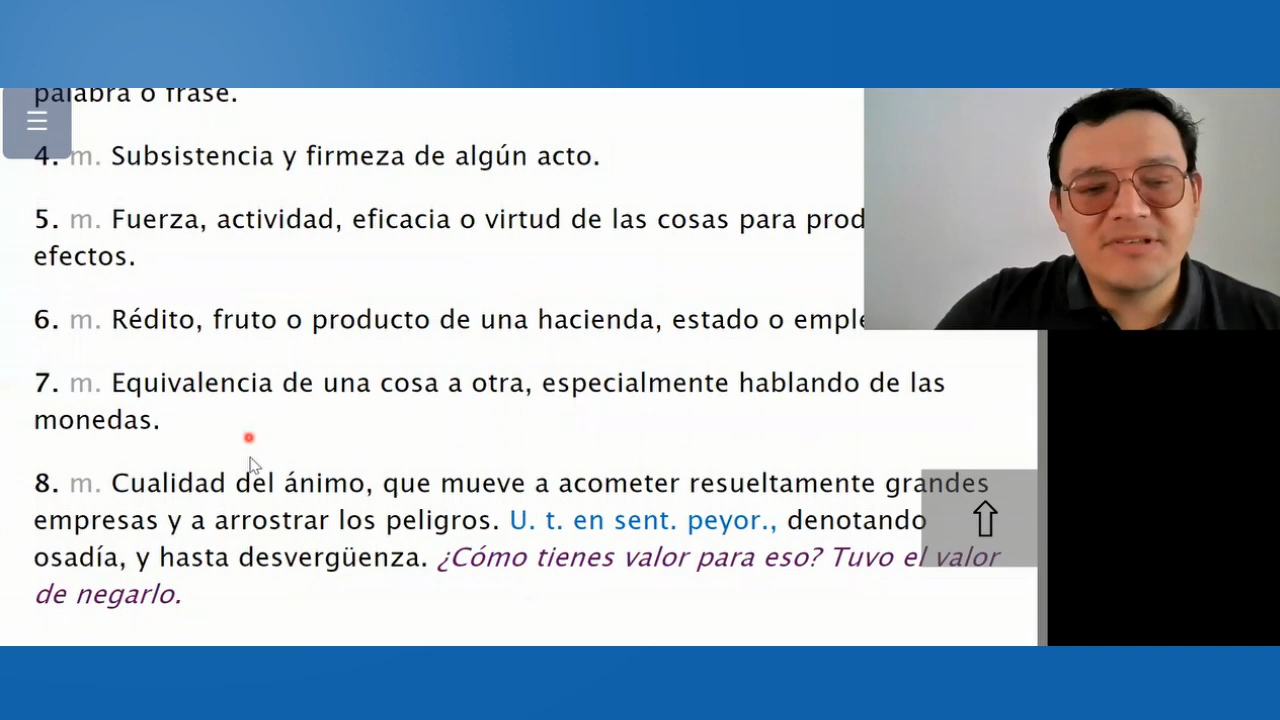 palabra o frase.
4. m. Subsistencia y firmeza de algún acto.
5. m. Fuerza, actividad, eficacia o virtud de las cosas para
efectos.
6. m. Rédito, fruto o producto de una hacienda, estado o
7. m. Equivalencia de una cosa a otra, especialmente hablando de las
monedas.
8. m. Cualidad del ánimo, que mueve a acometer resueltamente grandes
empresas y a arrostrar los peligros. U. t. en sent. peyor., denotando
osadía, y hasta desvergüenza. ¿Cómo tienes valor para eso? Tuvo el valor
de negarlo.